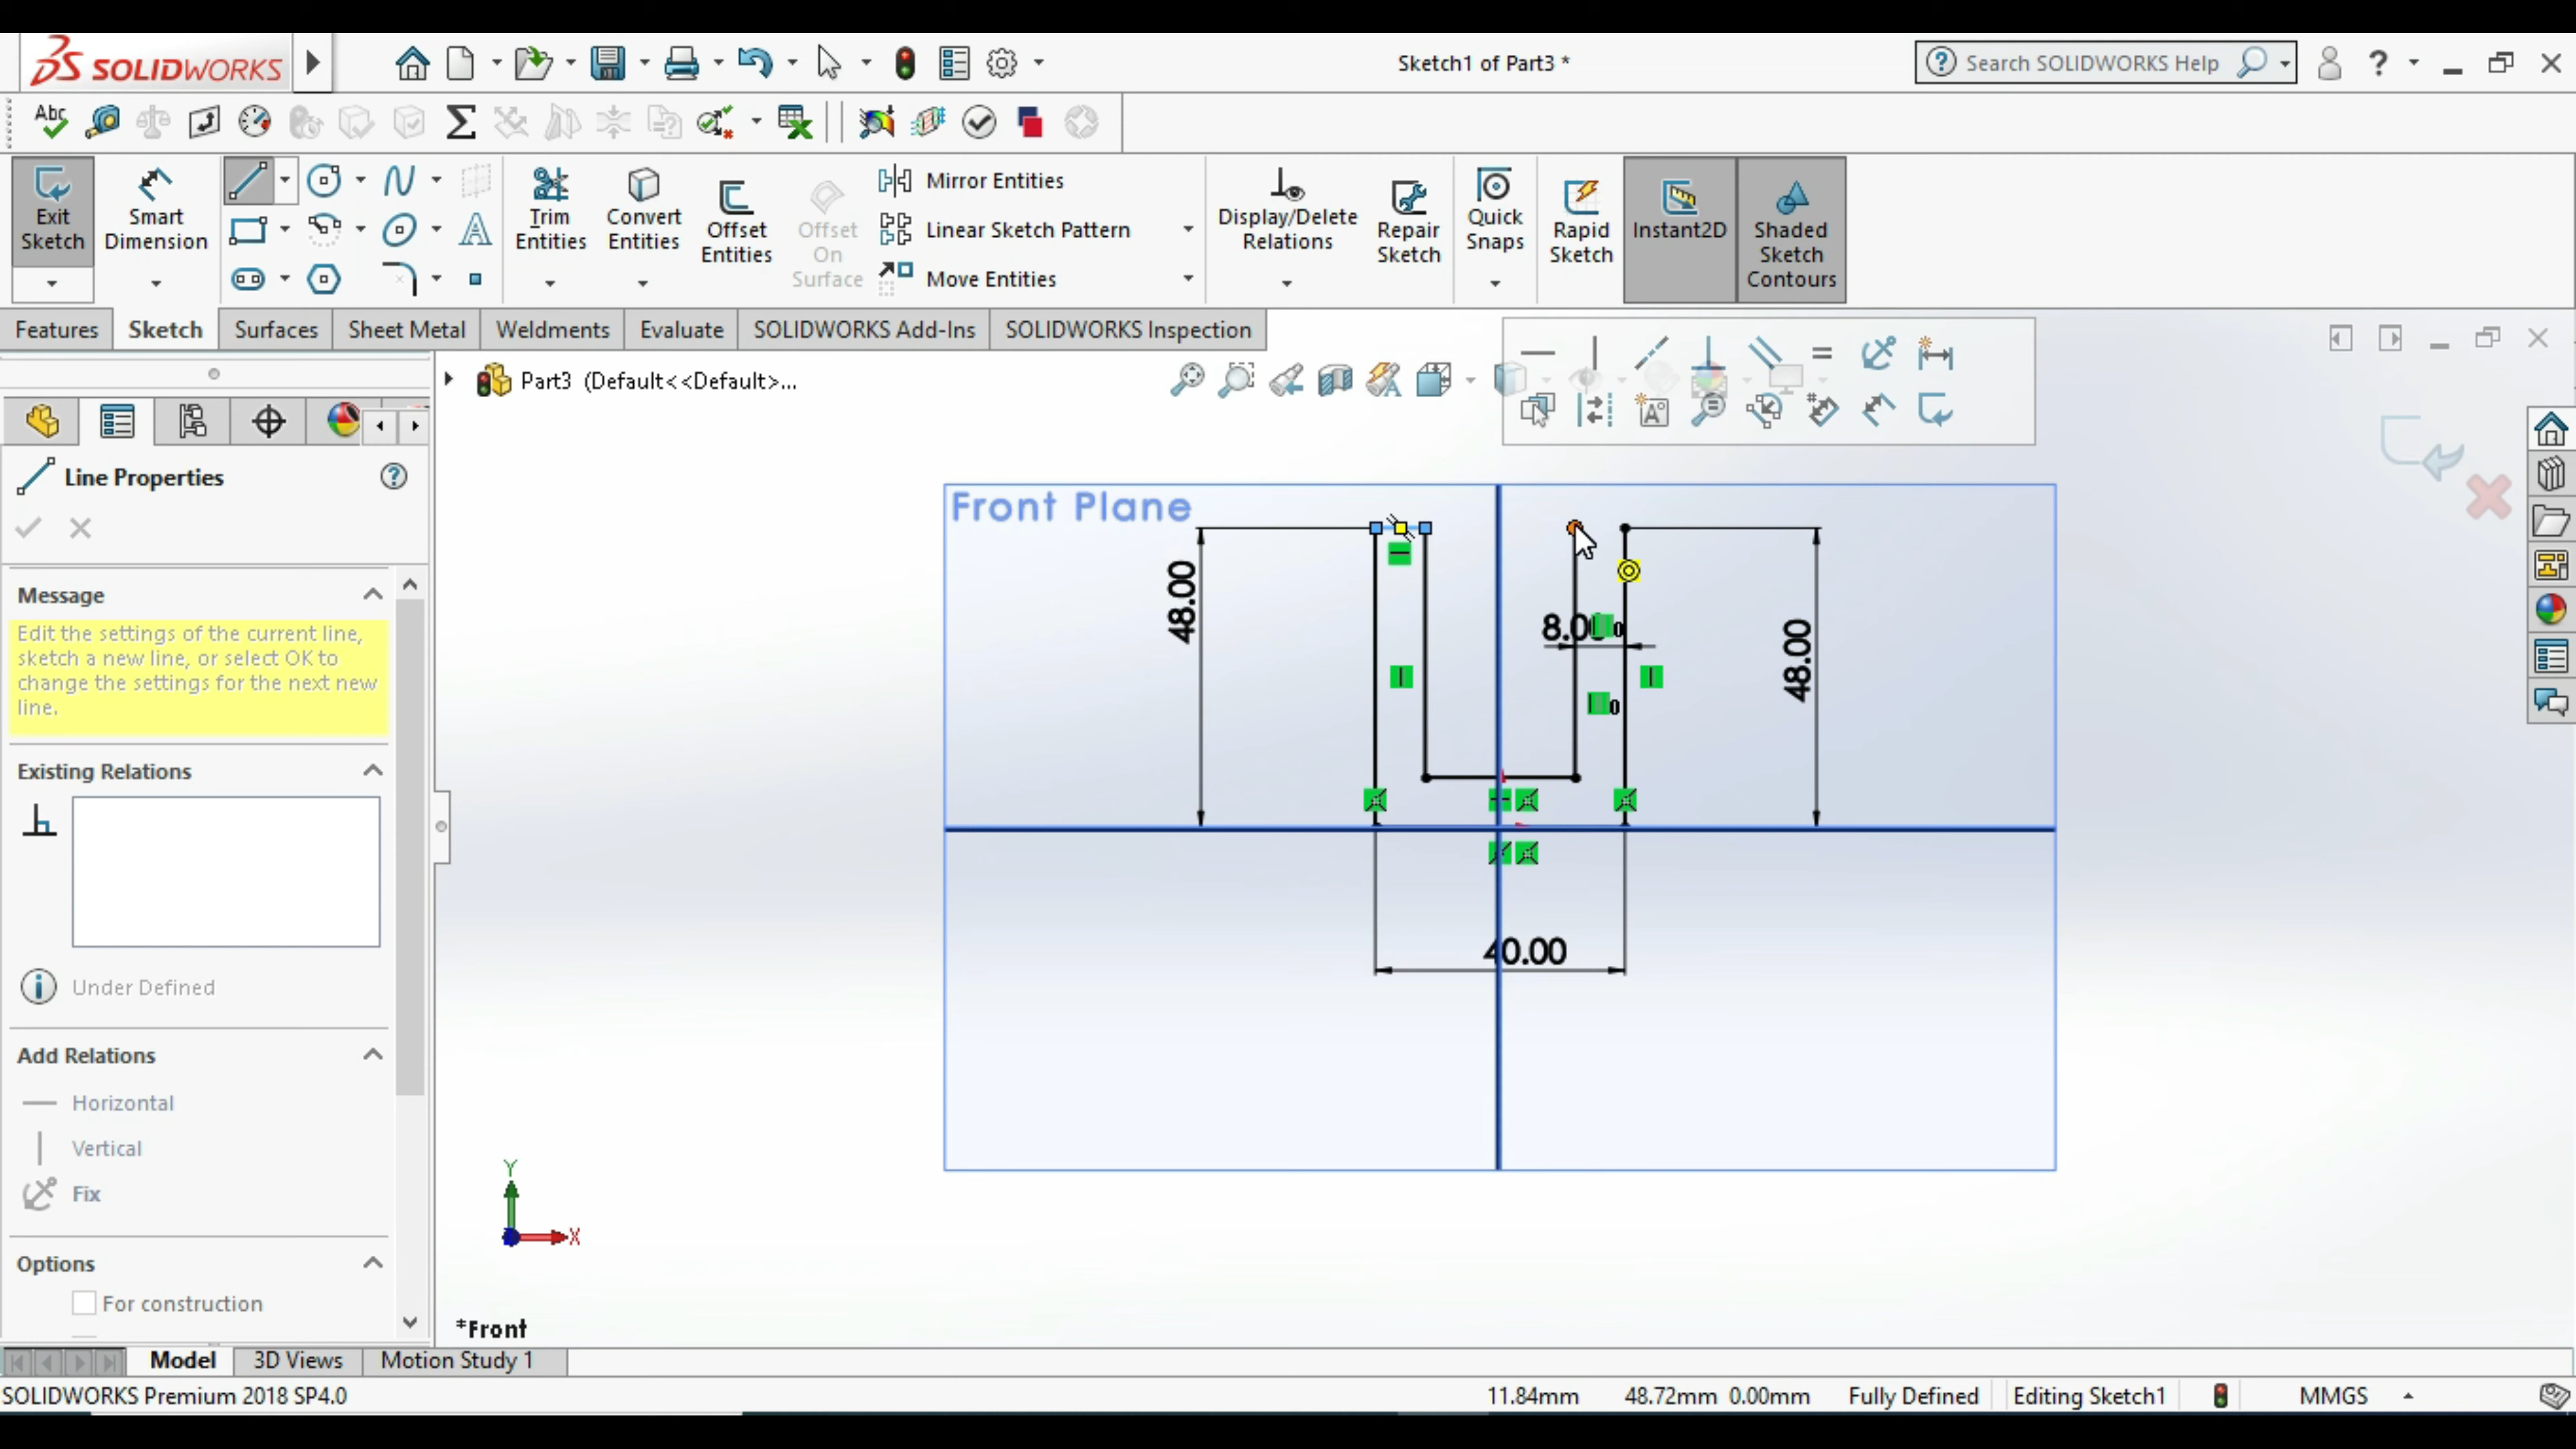 SOLIDWORKS
Sketch1 of Part3 *
Search SOLIDWORKS Help
Abc
Exit
Sketch
Smart
Dimension
Trim
Entities
Convert
Entities
Offset
Entities
Offset
On
Surface
Mirror Entities
Linear Sketch Pattern
Move Entities
Display/Delete
Relations
Repair
Sketch
Quick
Snaps
Rapid
Sketch
Instant2D
Shaded
Sketch
Contours
Features
Sketch
Surfaces
Sheet Metal
Weldments
Evaluate
SOLIDWORKS Add-Ins
SOLIDWORKS Inspection
Part3 (Default<<Default>...
Line Properties
Message
Edit the settings of the current line,
sketch a new line, or select OK to
change the settings for the next new
line.
Existing Relations
Under Defined
Add Relations
Horizontal
Vertical
Fix
Options
For construction
Front Plane
48.00
48.00
40.00
Y
X
*Front
Model
3D Views
Motion Study 1
SOLIDWORKS Premium 2018 SP4.0
11.84mm
48.72mm 0.00mm
Fully Defined
Editing Sketch1
MMGS